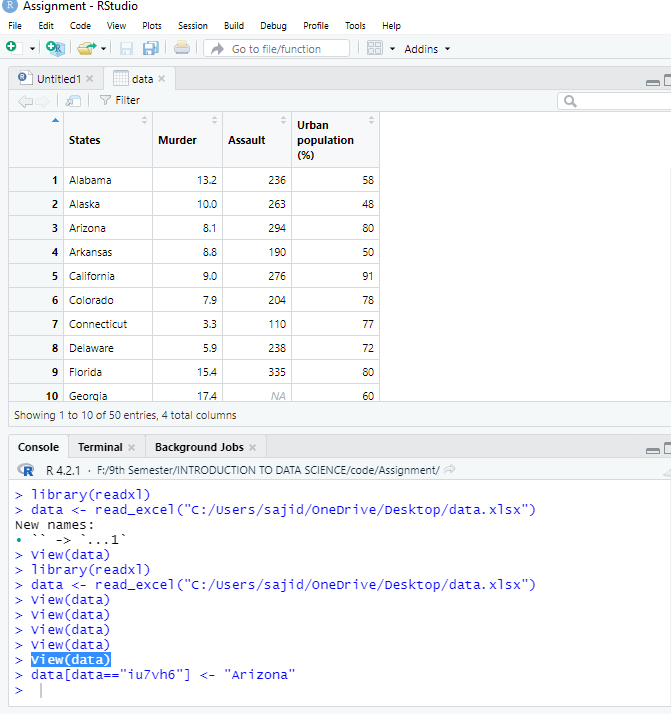 Assignment - RStudio
File Edit Code View Plots Session Build Debug Profile Tools Help
Go to file/function Addins
Untitled1 data
Filter
States Murder Assault Urban population (%)
1 Alabama 13.2 236 58
2 Alaska 10.0 263 48
3 Arizona 8.1 294 80
4 Arkansas 8.8 190 50
5 California 9.0 276 91
6 Colorado 7.9 204 78
7 Connecticut 3.3 110 77
8 Delaware 5.9 238 72
9 Florida 15.4 335 80
10 Georgia 17.4 NA 60
Showing 1 to 10 of 50 entries, 4 total columns
Console Terminal Background Jobs
R 4.2.1 · F:/9th Semester/INTRODUCTION TO DATA SCIENCE/code/Assignment/
> library(readxl)
> data <- read_excel("C:/Users/sajid/OneDrive/Desktop/data.xlsx")
New names:
• `` -> `...1`
> View(data)
> library(readxl)
> data <- read_excel("C:/Users/sajid/OneDrive/Desktop/data.xlsx")
> View(data)
> View(data)
> View(data)
> View(data)
> View(data)
> data[data=="iu7vh6"] <- "Arizona"
>